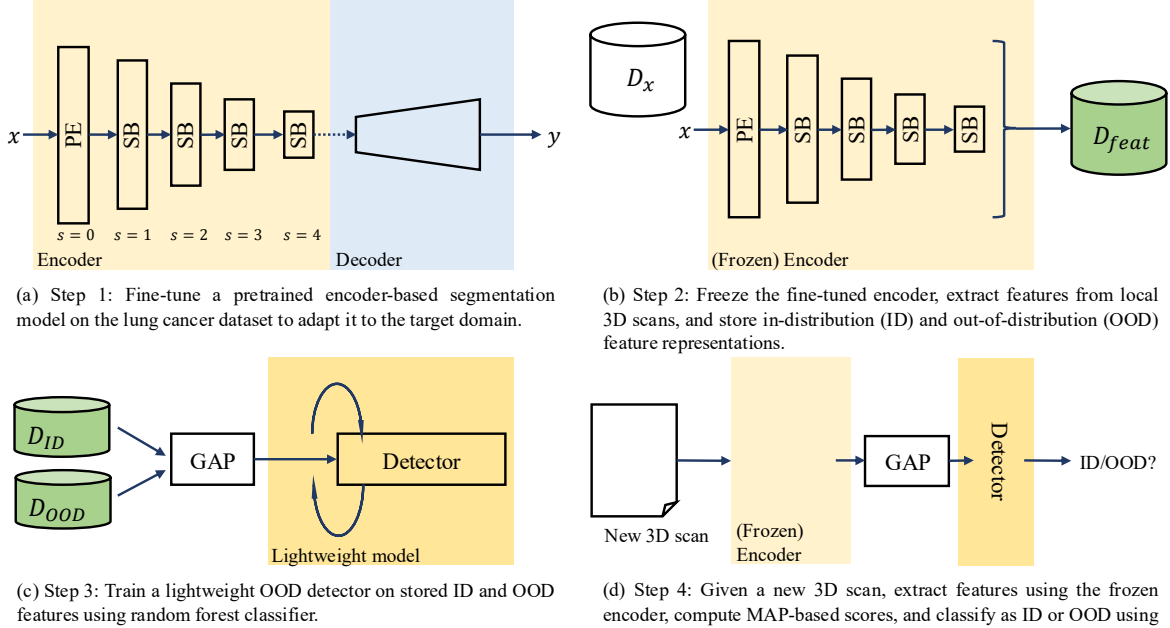 x
PE
SB
SB
SB
SB
y
s = 0
s = 1
s = 2
s = 3
s = 4
Encoder
Decoder
(a) Step 1: Fine-tune a pretrained encoder-based segmentation
model on the lung cancer dataset to adapt it to the target domain.
D_x
x
PE
SB
SB
SB
SB
D_feat
(Frozen) Encoder
(b) Step 2: Freeze the fine-tuned encoder, extract features from local
3D scans, and store in-distribution (ID) and out-of-distribution (OOD)
feature representations.
D_ID
D_OOD
GAP
Detector
Lightweight model
(c) Step 3: Train a lightweight OOD detector on stored ID and OOD
features using random forest classifier.
New 3D scan
(Frozen)
Encoder
GAP
Detector
ID/OOD?
(d) Step 4: Given a new 3D scan, extract features using the frozen
encoder, compute MAP-based scores, and classify as ID or OOD using